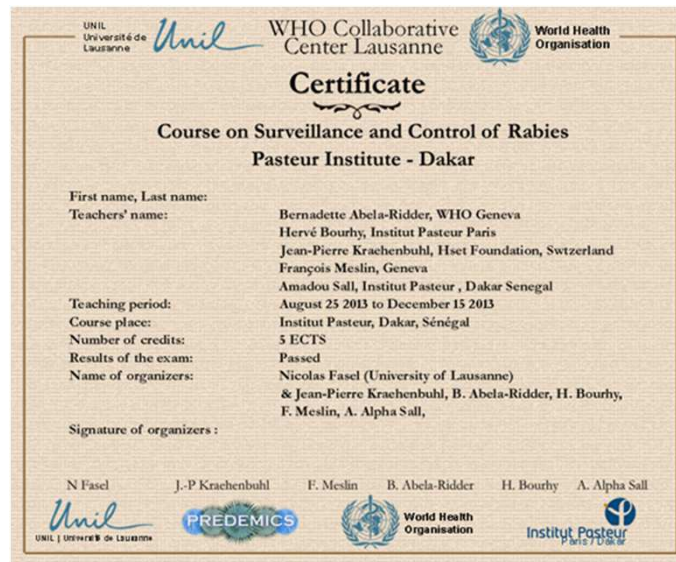 UNIL
Université de
Lausanne
Unil
WHO Collaborative
Center Lausanne
World Health
Organisation
Certificate
Course on Surveillance and Control of Rabies
Pasteur Institute - Dakar
First name, Last name:
Teachers' name: Bernadette Abela-Ridder, WHO Geneva
Hervé Bourhy, Institut Pasteur Paris
Jean-Pierre Kraehenbuhl, Hset Foundation, Swtzerland
François Meslin, Geneva
Amadou Sall, Institut Pasteur , Dakar Senegal
Teaching period: August 25 2013 to December 15 2013
Course place: Institut Pasteur, Dakar, Sénégal
Number of credits: 5 ECTS
Results of the exam: Passed
Name of organizers: Nicolas Fasel (University of Lausanne)
& Jean-Pierre Kraehenbuhl, B. Abela-Ridder, H. Bourhy,
F. Meslin, A. Alpha Sall,
Signature of organizers :
N Fasel J.-P Kraehenbuhl F. Meslin B. Abela-Ridder H. Bourhy A. Alpha Sall
Unil
UNIL | Université de Lausanne
PREDEMICS
World Health
Organisation
Institut Pasteur
Paris / Dakar